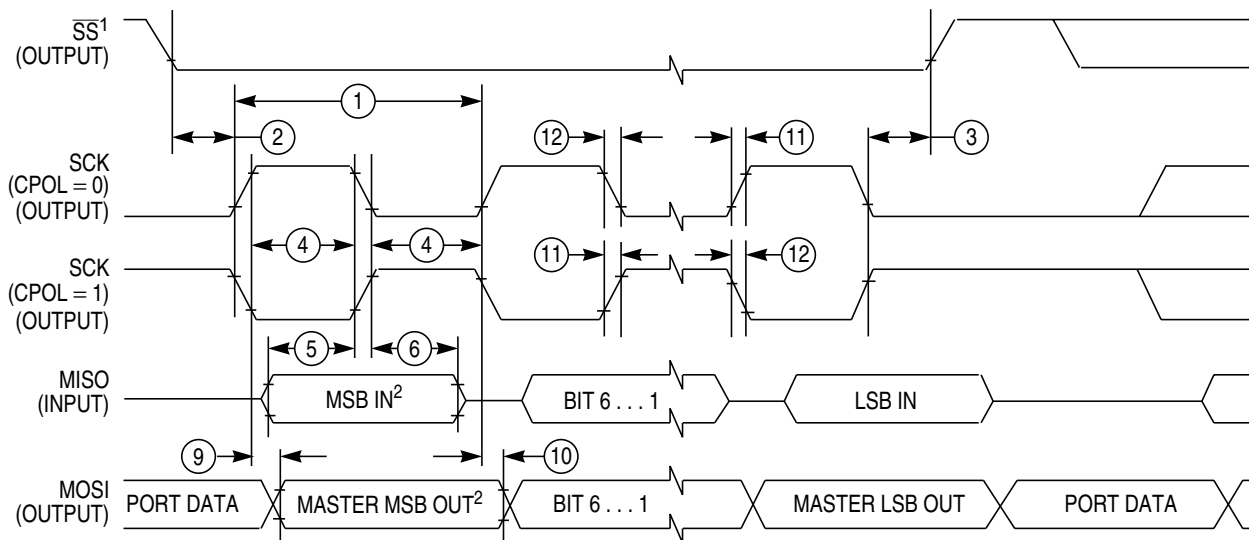 SS¹
(OUTPUT)
1
2
12
11
3
SCK
(CPOL = 0)
(OUTPUT)
4
4
SCK
(CPOL = 1)
(OUTPUT)
11
12
5
6
MISO
(INPUT)
MSB IN²
BIT 6 . . . 1
LSB IN
9
10
MOSI
(OUTPUT)
PORT DATA
MASTER MSB OUT²
BIT 6 . . . 1
MASTER LSB OUT
PORT DATA